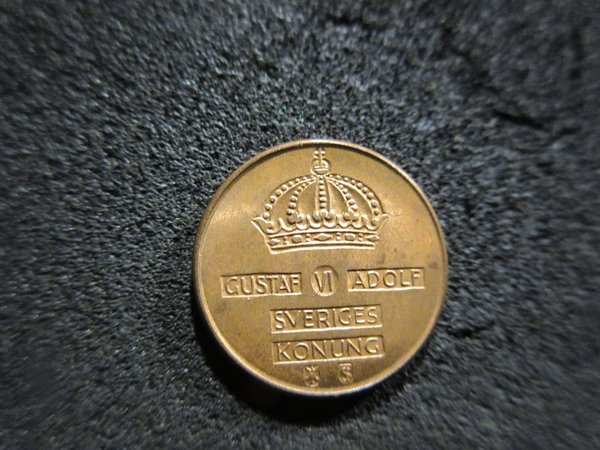 GUSTAF VI ADOLF
SVERIGES
KONUNG